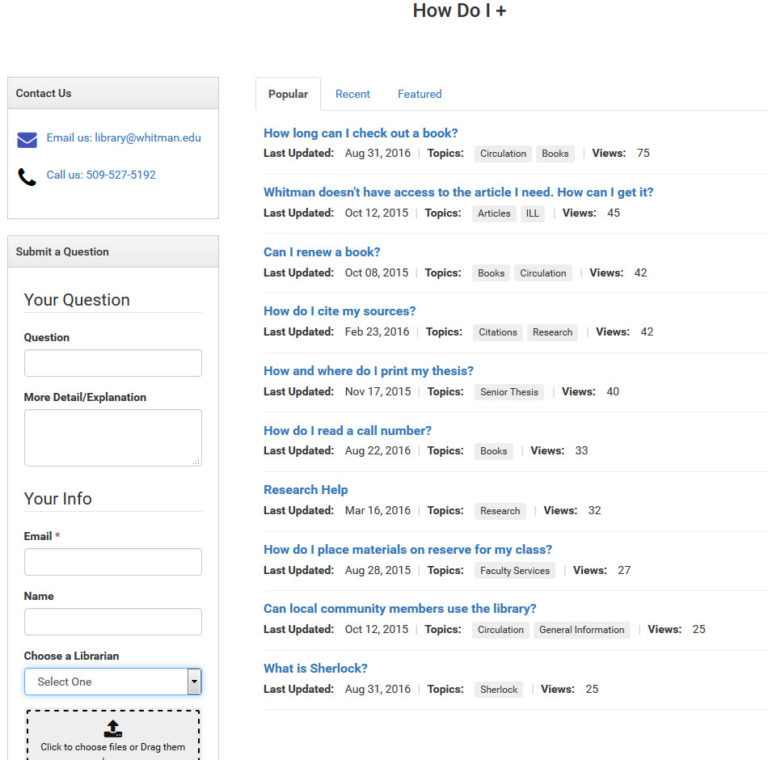 How Do I +
Contact Us
Email us: library@whitman.edu
Call us: 509-527-5192
Submit a Question
Your Question
Question
More Detail/Explanation
Your Info
Email *
Name
Choose a Librarian
Select One
Click to choose files or Drag them
Popular Recent Featured
How long can I check out a book?
Last Updated: Aug 31, 2016 | Topics: Circulation Books | Views: 75
Whitman doesn't have access to the article I need. How can I get it?
Last Updated: Oct 12, 2015 | Topics: Articles ILL | Views: 45
Can I renew a book?
Last Updated: Oct 08, 2015 | Topics: Books Circulation | Views: 42
How do I cite my sources?
Last Updated: Feb 23, 2016 | Topics: Citations Research | Views: 42
How and where do I print my thesis?
Last Updated: Nov 17, 2015 | Topics: Senior Thesis | Views: 40
How do I read a call number?
Last Updated: Aug 22, 2016 | Topics: Books | Views: 33
Research Help
Last Updated: Mar 16, 2016 | Topics: Research | Views: 32
How do I place materials on reserve for my class?
Last Updated: Aug 28, 2015 | Topics: Faculty Services | Views: 27
Can local community members use the library?
Last Updated: Oct 12, 2015 | Topics: Circulation General Information | Views: 25
What is Sherlock?
Last Updated: Aug 31, 2016 | Topics: Sherlock | Views: 25